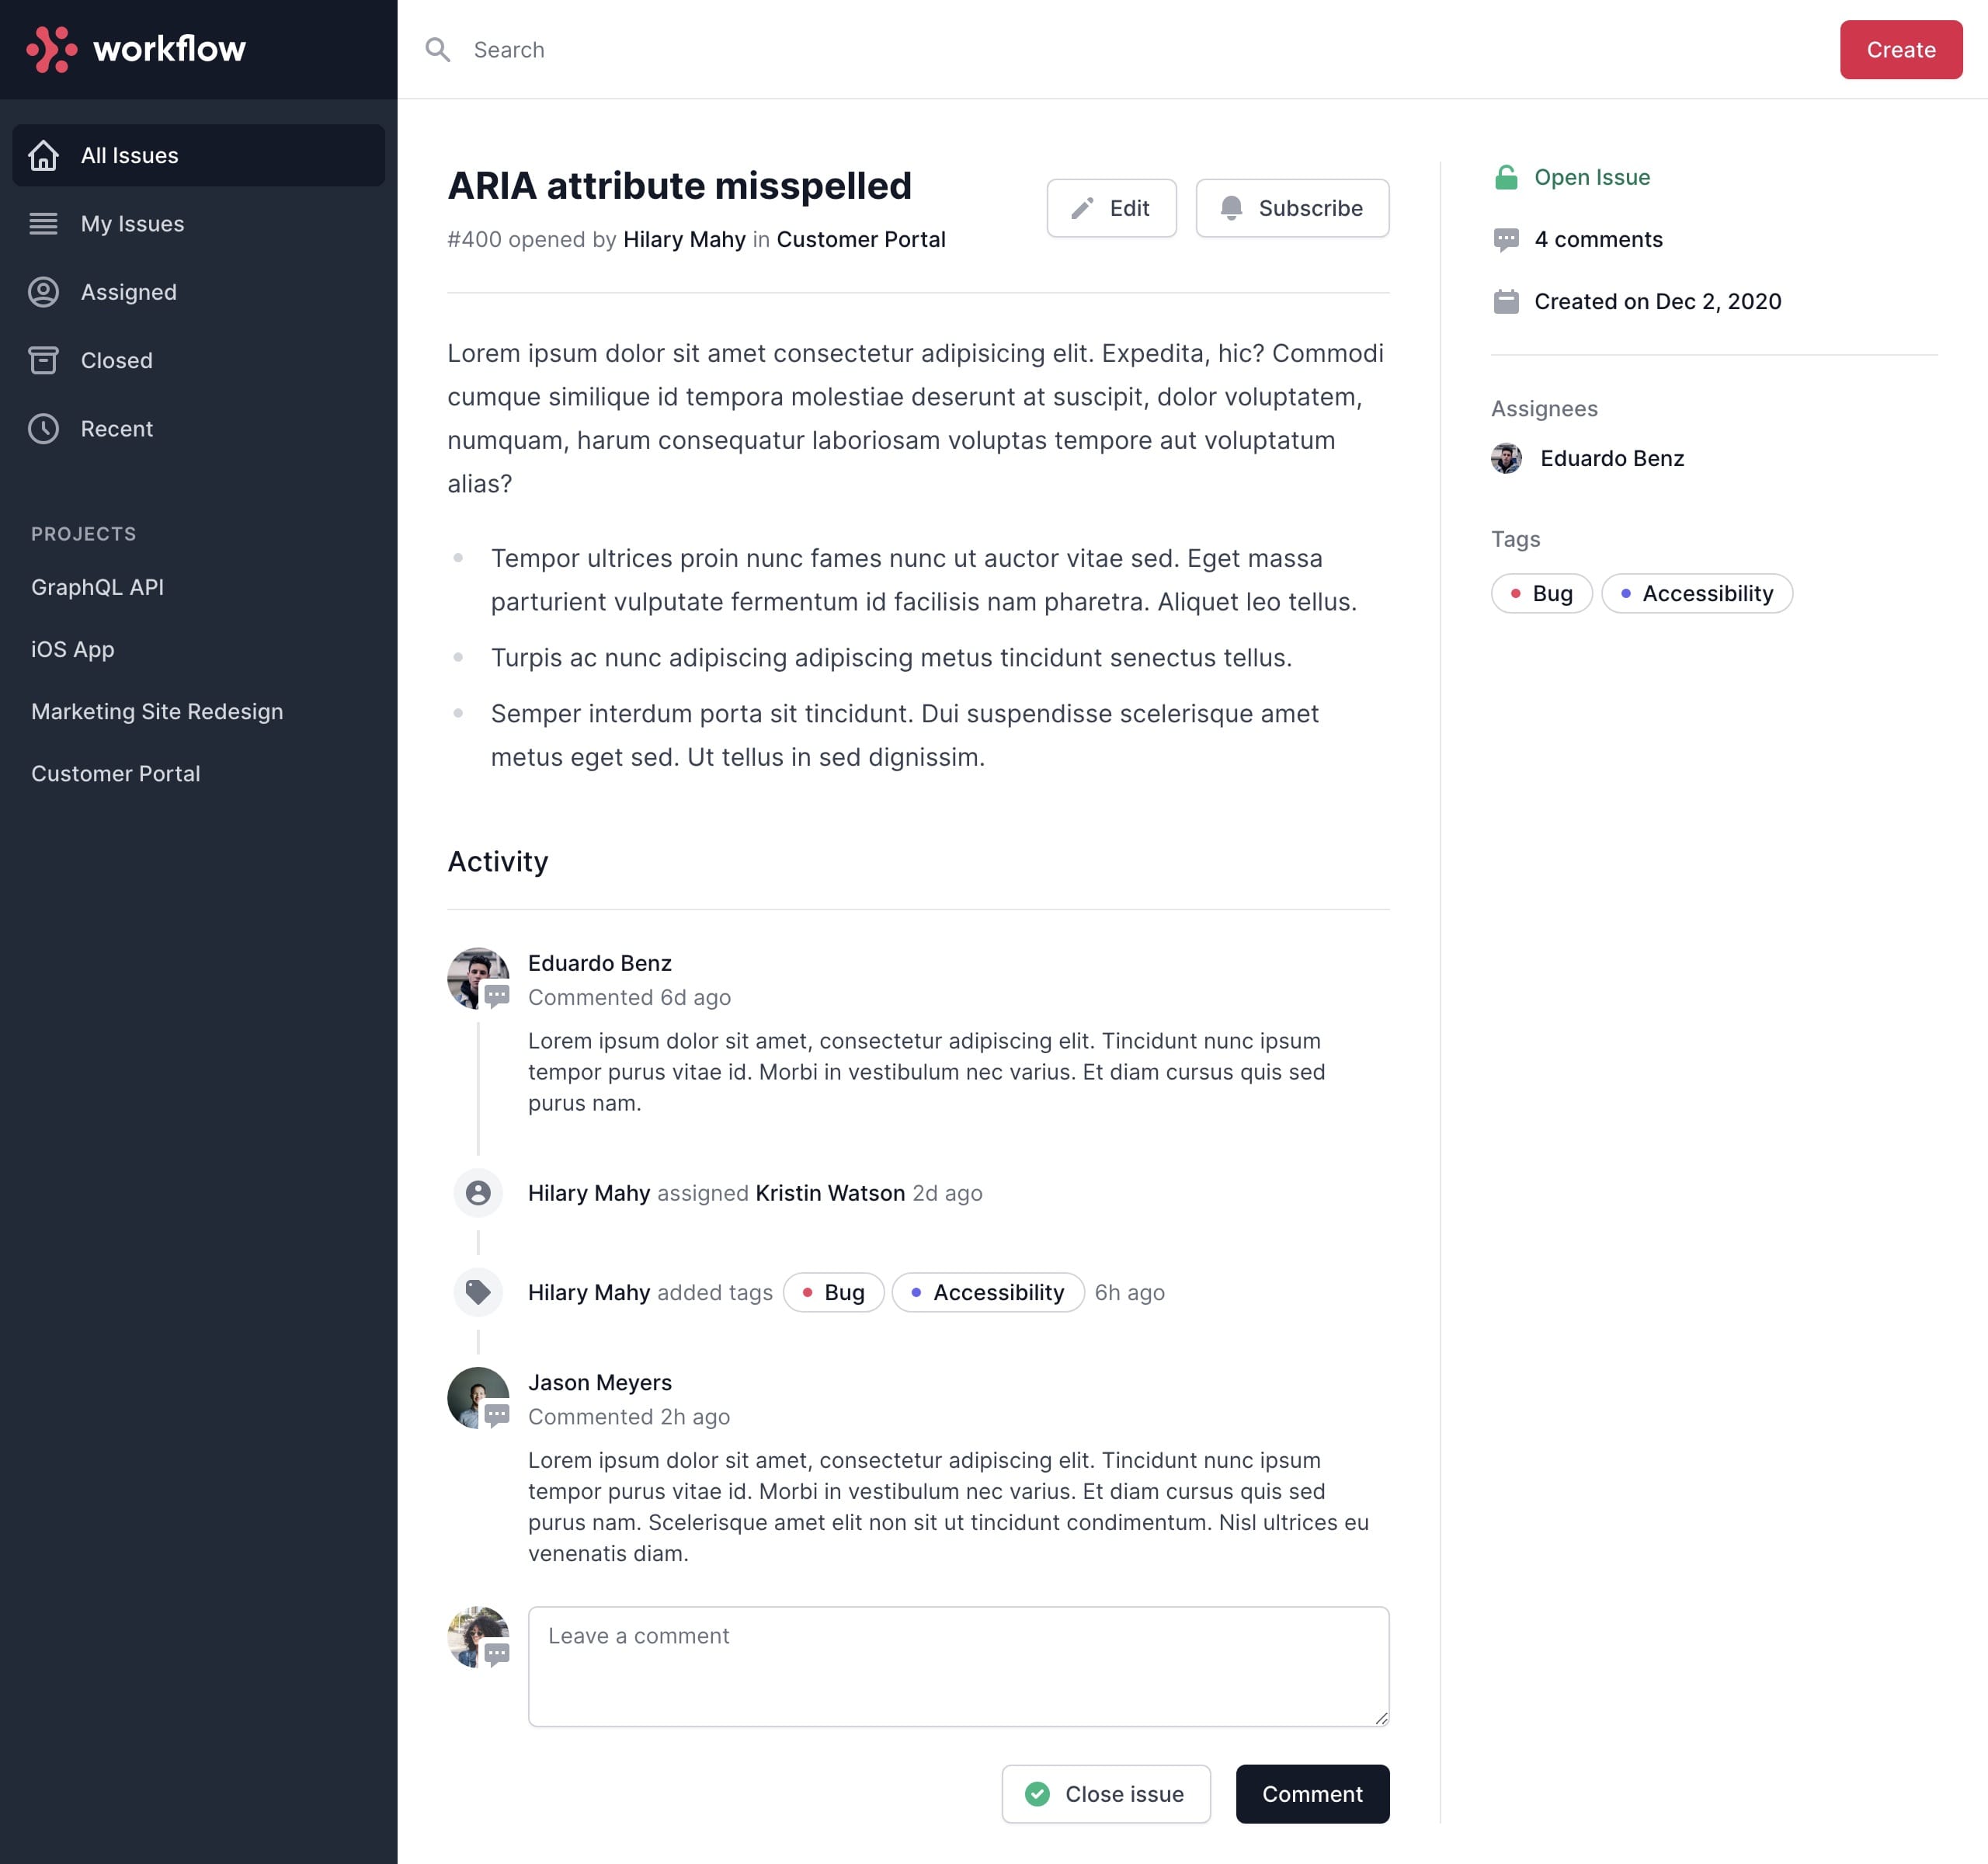 workflow
Search
Create
All Issues
My Issues
Assigned
Closed
Recent
PROJECTS
GraphQL API
iOS App
Marketing Site Redesign
Customer Portal
ARIA attribute misspelled
#400 opened by Hilary Mahy in Customer Portal
Edit
Subscribe
Lorem ipsum dolor sit amet consectetur adipisicing elit. Expedita, hic? Commodi
cumque similique id tempora molestiae deserunt at suscipit, dolor voluptatem,
numquam, harum consequatur laboriosam voluptas tempore aut voluptatum
alias?
Tempor ultrices proin nunc fames nunc ut auctor vitae sed. Eget massa
parturient vulputate fermentum id facilisis nam pharetra. Aliquet leo tellus.
Turpis ac nunc adipiscing adipiscing metus tincidunt senectus tellus.
Semper interdum porta sit tincidunt. Dui suspendisse scelerisque amet
metus eget sed. Ut tellus in sed dignissim.
Activity
Eduardo Benz
Commented 6d ago
Lorem ipsum dolor sit amet, consectetur adipiscing elit. Tincidunt nunc ipsum
tempor purus vitae id. Morbi in vestibulum nec varius. Et diam cursus quis sed
purus nam.
Hilary Mahy assigned Kristin Watson 2d ago
Hilary Mahy added tags Bug Accessibility 6h ago
Jason Meyers
Commented 2h ago
Lorem ipsum dolor sit amet, consectetur adipiscing elit. Tincidunt nunc ipsum
tempor purus vitae id. Morbi in vestibulum nec varius. Et diam cursus quis sed
purus nam. Scelerisque amet elit non sit ut tincidunt condimentum. Nisl ultrices eu
venenatis diam.
Leave a comment
Close issue
Comment
Open Issue
4 comments
Created on Dec 2, 2020
Assignees
Eduardo Benz
Tags
Bug
Accessibility